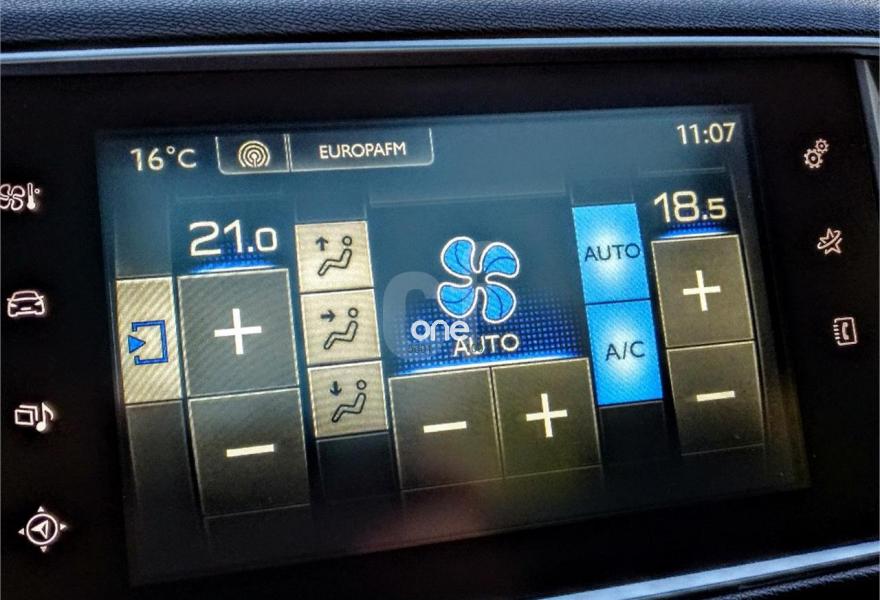 16°C
EUROPAFM
11:07
21.0
18.5
AUTO
A/C
one
AUTO